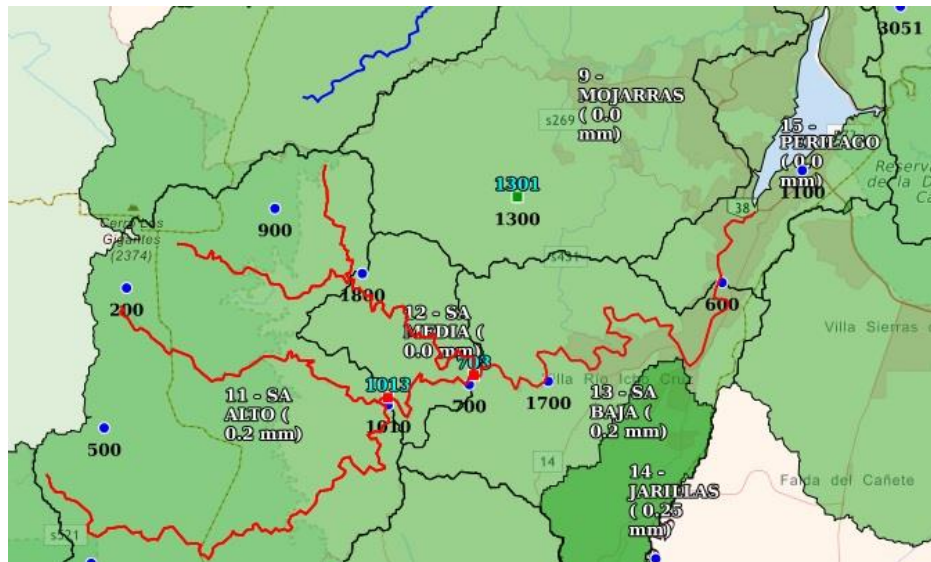 3051
9 -
MOJARRAS
( 0.0
mm)
s269
15 -
PERILAGO
( 0.0
mm)
1100
Reserva
de la D
Ca
1301
1300
38
900
Cerro Los
Gigantes
(2374)
s431
1800
600
200
12 - SA
MEDIA (
0.0 mm)
Villa Sierras d
703
1013
700
1700
Villa Río Icho Cruz
11 - SA
ALTO (
0.2 mm)
1010
13 - SA
BAJA (
0.2 mm)
500
14
14 -
JARILLAS
( 0.25
mm)
Falda del Cañete
s521